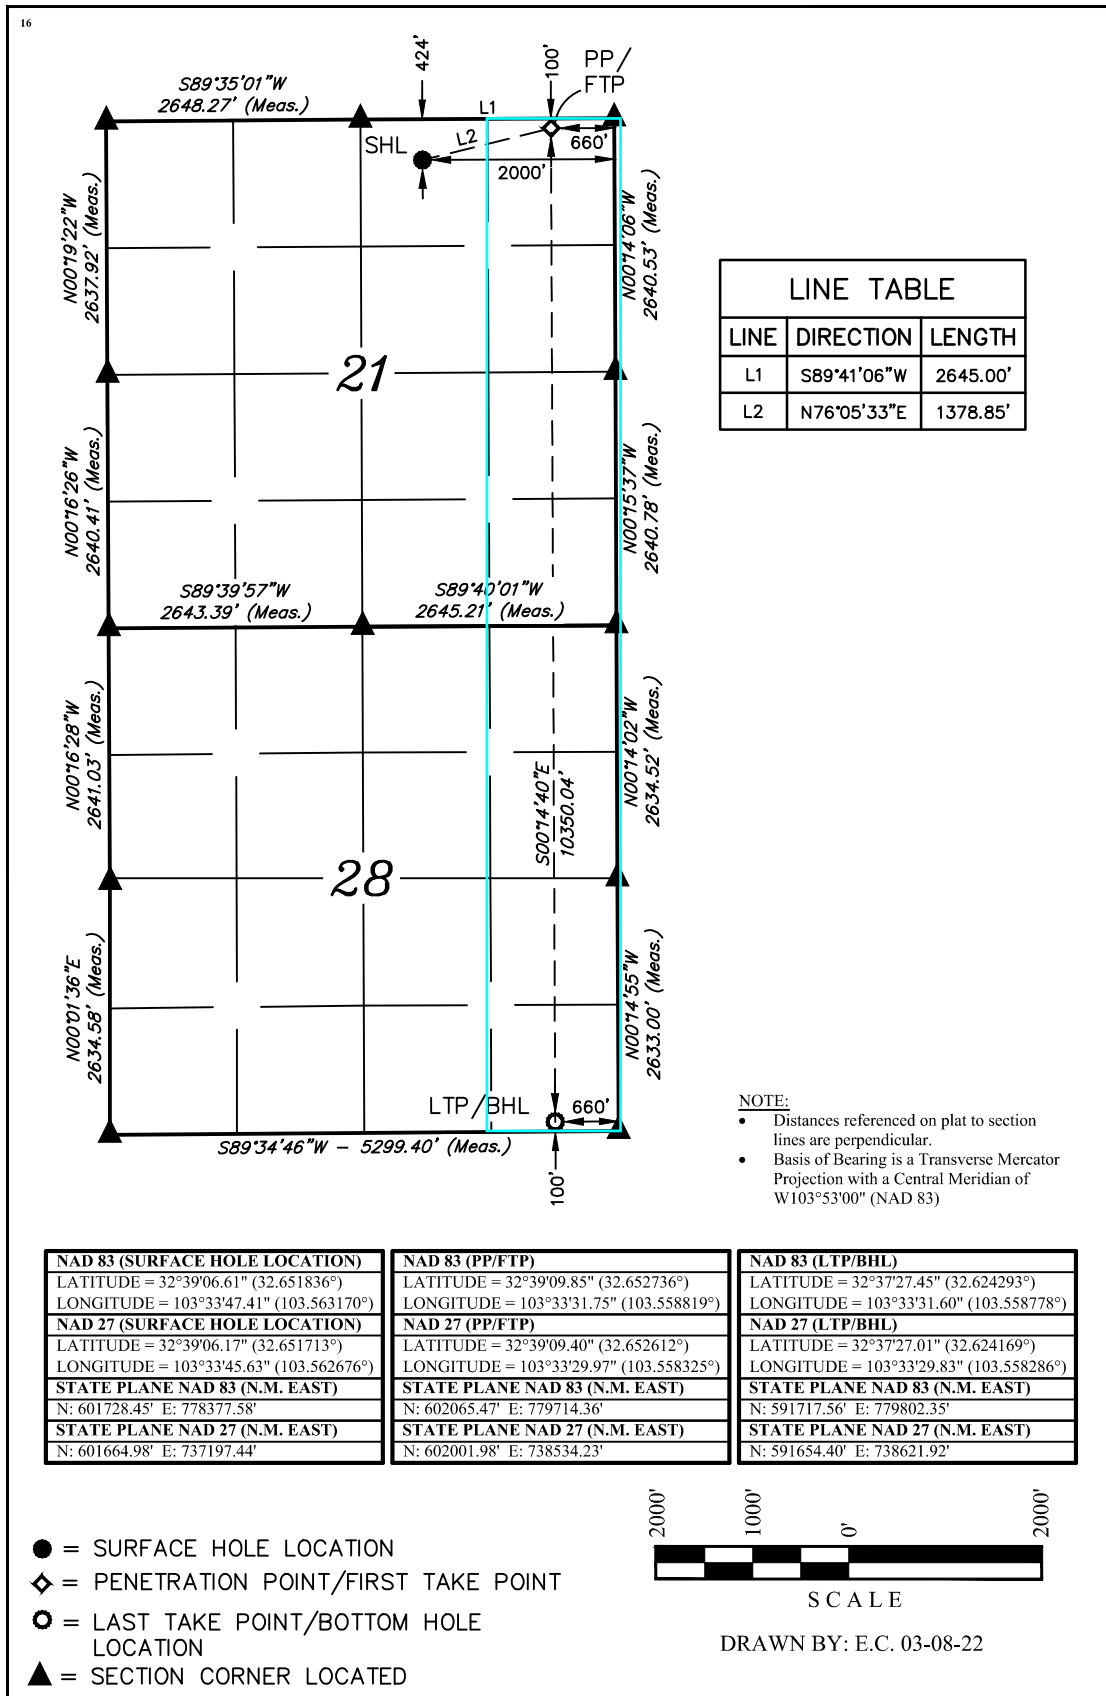 16
S89°35'01"W
2648.27' (Meas.)
424'
100'
PP/
FTP
L1
SHL
L2
660'
2000'
N00°19'22"W
2637.92' (Meas.)
N00°14'06"W
2640.53' (Meas.)
LINE TABLE
LINE DIRECTION LENGTH
L1 S89°41'06"W 2645.00'
L2 N76°05'33"E 1378.85'
21
N00°16'26"W
2640.41' (Meas.)
N00°15'37"W
2640.78' (Meas.)
S89°39'57"W
2643.39' (Meas.)
S89°40'01"W
2645.21' (Meas.)
N00°16'28"W
2641.03' (Meas.)
S00°14'40"E
10350.04'
N00°14'02"W
2634.52' (Meas.)
28
N00°01'36"E
2634.58' (Meas.)
N00°14'55"W
2633.00' (Meas.)
LTP/BHL
660'
S89°34'46"W – 5299.40' (Meas.)
100'
NOTE:
• Distances referenced on plat to section
lines are perpendicular.
• Basis of Bearing is a Transverse Mercator
Projection with a Central Meridian of
W103°53'00" (NAD 83)
NAD 83 (SURFACE HOLE LOCATION)
LATITUDE = 32°39'06.61" (32.651836°)
LONGITUDE = 103°33'47.41" (103.563170°)
NAD 27 (SURFACE HOLE LOCATION)
LATITUDE = 32°39'06.17" (32.651713°)
LONGITUDE = 103°33'45.63" (103.562676°)
STATE PLANE NAD 83 (N.M. EAST)
N: 601728.45' E: 778377.58'
STATE PLANE NAD 27 (N.M. EAST)
N: 601664.98' E: 737197.44'
NAD 83 (PP/FTP)
LATITUDE = 32°39'09.85" (32.652736°)
LONGITUDE = 103°33'31.75" (103.558819°)
NAD 27 (PP/FTP)
LATITUDE = 32°39'09.40" (32.652612°)
LONGITUDE = 103°33'29.97" (103.558325°)
STATE PLANE NAD 83 (N.M. EAST)
N: 602065.47' E: 779714.36'
STATE PLANE NAD 27 (N.M. EAST)
N: 602001.98' E: 738534.23'
NAD 83 (LTP/BHL)
LATITUDE = 32°37'27.45" (32.624293°)
LONGITUDE = 103°33'31.60" (103.558778°)
NAD 27 (LTP/BHL)
LATITUDE = 32°37'27.01" (32.624169°)
LONGITUDE = 103°33'29.83" (103.558286°)
STATE PLANE NAD 83 (N.M. EAST)
N: 591717.56' E: 779802.35'
STATE PLANE NAD 27 (N.M. EAST)
N: 591654.40' E: 738621.92'
= SURFACE HOLE LOCATION
= PENETRATION POINT/FIRST TAKE POINT
= LAST TAKE POINT/BOTTOM HOLE
LOCATION
= SECTION CORNER LOCATED
2000' 1000' 0' 2000'
SCALE
DRAWN BY: E.C. 03-08-22